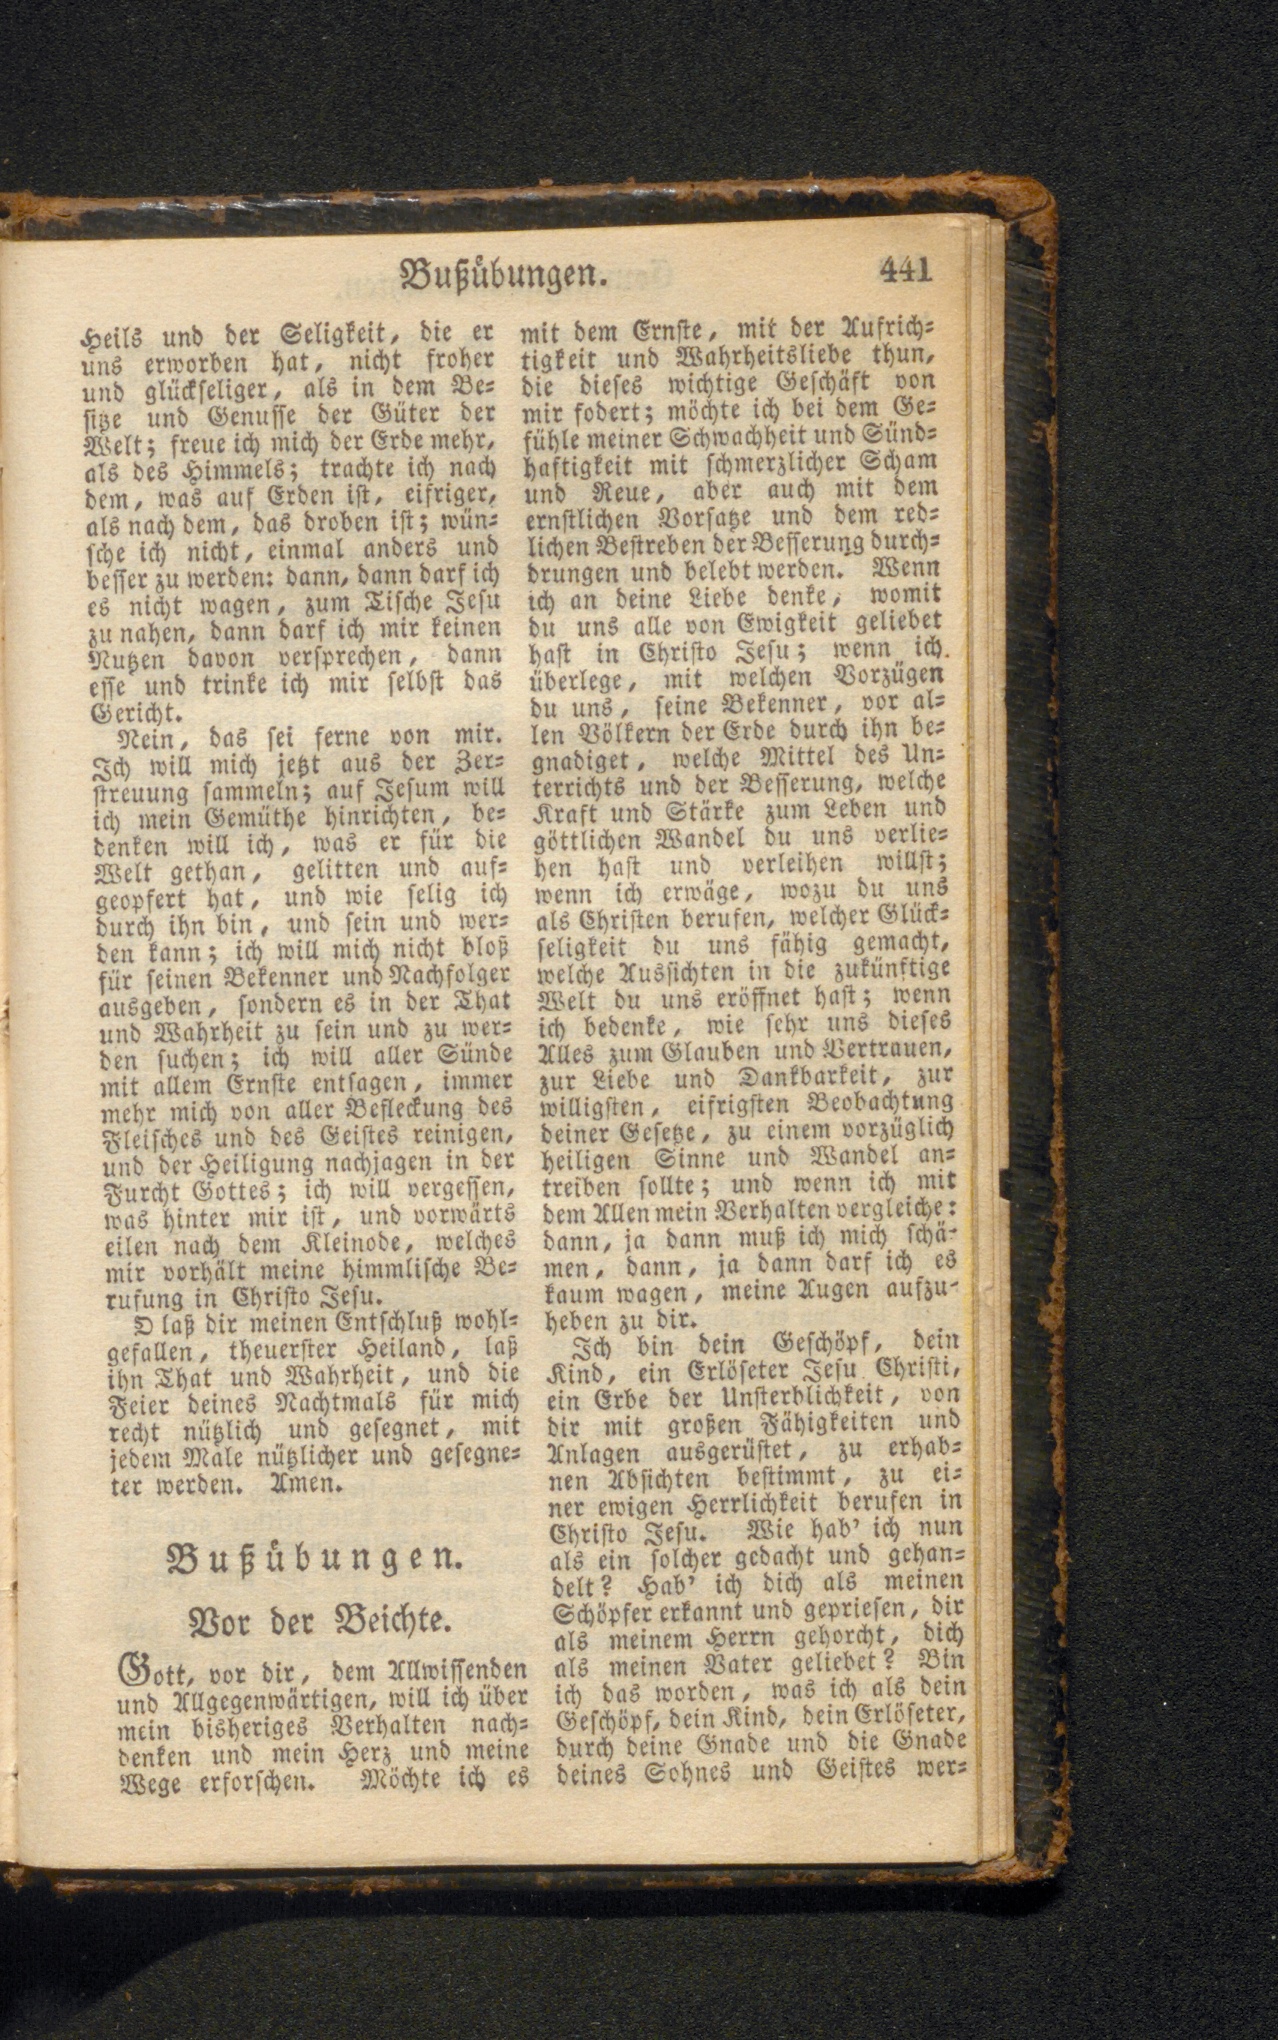 Bußübungen. 441
Heils und der Seligkeit, die er
uns erworben hat, nicht froher
und glückseliger, als in dem Be-
sitze und Genusse der Güter der
Welt; freue ich mich der Erde mehr,
als des Himmels; trachte ich nach
dem, was auf Erden ist, eifriger,
als nach dem, das droben ist; wün-
sche ich nicht, einmal anders und
besser zu werden: dann, dann darf ich
es nicht wagen, zum Tische Jesu
zu nahen, dann darf ich mir keinen
Nutzen davon versprechen, dann
esse und trinke ich mir selbst das
Gericht.
Nein, das sei ferne von mir.
Ich will mich jetzt aus der Zer-
streuung sammeln; auf Jesum will
ich mein Gemüthe hinrichten, be-
denken will ich, was er für die
Welt gethan, gelitten und auf-
geopfert hat, und wie selig ich
durch ihn bin, und sein und wer-
den kann; ich will mich nicht bloß
für seinen Bekenner und Nachfolger
ausgeben, sondern es in der That
und Wahrheit zu sein und zu wer-
den suchen; ich will aller Sünde
mit allem Ernste entsagen, immer
mehr mich von aller Befleckung des
Fleisches und des Geistes reinigen,
und der Heiligung nachjagen in der
Furcht Gottes; ich will vergessen,
was hinter mir ist, und vorwärts
eilen nach dem Kleinode, welches
mir vorhält meine himmlische Be-
rufung in Christo Jesu.
O laß dir meinen Entschluß wohl-
gefallen, theuerster Heiland, laß
ihn That und Wahrheit, und die
Feier deines Nachtmals für mich
recht nützlich und gesegnet, mit
jedem Male nützlicher und gesegne-
ter werden. Amen.
Bußübungen.
Vor der Beichte.
Gott, vor dir, dem Allwissenden
und Allgegenwärtigen, will ich über
mein bisheriges Verhalten nach-
denken und mein Herz und meine
Wege erforschen. Möchte ich es
mit dem Ernste, mit der Aufrich-
tigkeit und Wahrheitsliebe thun,
die dieses wichtige Geschäft von
mir fodert; möchte ich bei dem Ge-
fühle meiner Schwachheit und Sünd-
haftigkeit mit schmerzlicher Scham
und Reue, aber auch mit dem
ernstlichen Vorsatze und dem red-
lichen Bestreben der Besserung durch-
drungen und belebt werden. Wenn
ich an deine Liebe denke, womit
du uns alle von Ewigkeit geliebet
hast in Christo Jesu; wenn ich
überlege, mit welchen Vorzügen
du uns, seine Bekenner, vor al-
len Völkern der Erde durch ihn be-
gnadiget, welche Mittel des Un-
terrichts und der Besserung, welche
Kraft und Stärke zum Leben und
göttlichen Wandel du uns verlie-
hen hast und verleihen willst;
wenn ich erwäge, wozu du uns
als Christen berufen, welcher Glück-
seligkeit du uns fähig gemacht,
welche Aussichten in die zukünftige
Welt du uns eröffnet hast; wenn
ich bedenke, wie sehr uns dieses
Alles zum Glauben und Vertrauen,
zur Liebe und Dankbarkeit, zur
willigsten, eifrigsten Beobachtung
deiner Gesetze, zu einem vorzüglich
heiligen Sinne und Wandel an-
treiben sollte; und wenn ich mit
dem Allen mein Verhalten vergleiche:
dann, ja dann muß ich mich schä-
men, dann, ja dann darf ich es
kaum wagen, meine Augen aufzu-
heben zu dir.
Ich bin dein Geschöpf, dein
Kind, ein Erlöseter Jesu Christi,
ein Erbe der Unsterblichkeit, von
dir mit großen Fähigkeiten und
Anlagen ausgerüstet, zu erhab-
nen Absichten bestimmt, zu ei-
ner ewigen Herrlichkeit berufen in
Christo Jesu. Wie hab' ich nun
als ein solcher gedacht und gehan-
delt? Hab' ich dich als meinen
Schöpfer erkannt und gepriesen, dir
als meinem Herrn gehorcht, dich
als meinen Vater geliebet? Bin
ich das worden, was ich als dein
Geschöpf, dein Kind, dein Erlöseter,
durch deine Gnade und die Gnade
deines Sohnes und Geistes wer-